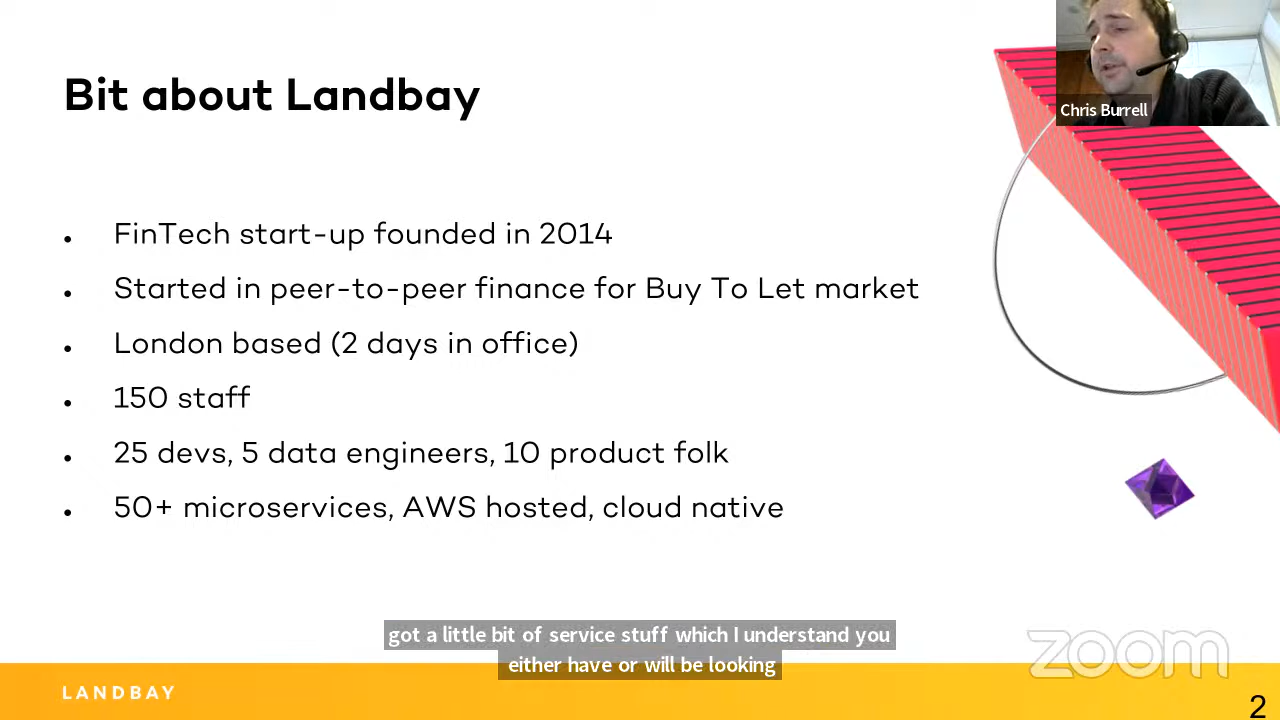 Bit about Landbay
Chris Burrell
FinTech start-up founded in 2014
Started in peer-to-peer finance for Buy To Let market
London based (2 days in office)
150 staff
25 devs, 5 data engineers, 10 product folk
50+ microservices, AWS hosted, cloud native
got a little bit of service stuff which I understand you
either have or will be looking
zoom
LANDBAY
2